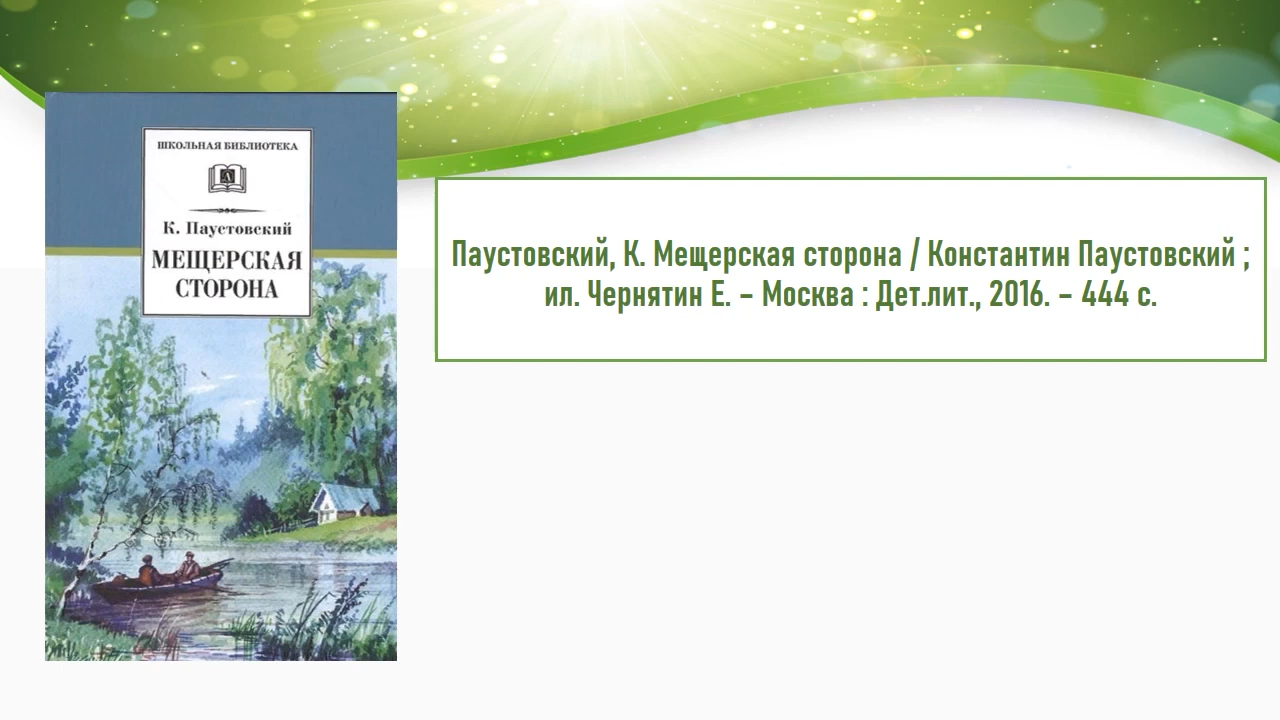 ШКОЛЬНАЯ БИБЛИОТЕКА
К. Паустовский
МЕЩЕРСКАЯ
СТОРОНА
Паустовский, К. Мещерская сторона / Константин Паустовский ;
ил. Чернятин Е. – Москва : Дет.лит., 2016. – 444 с.